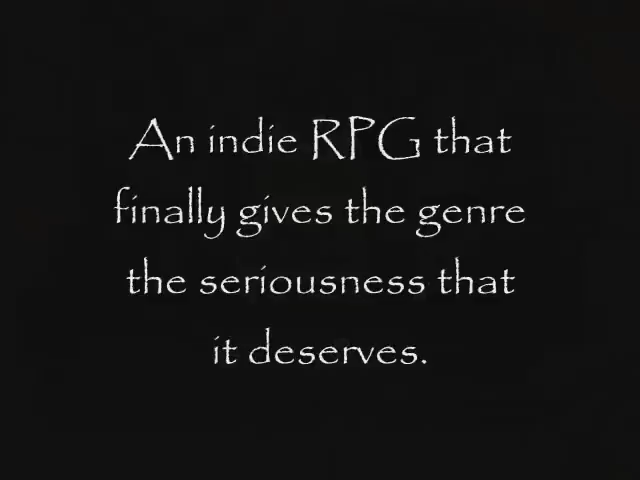 An indie RPG that
finally gives the genre
the seriousness that
it deserves.